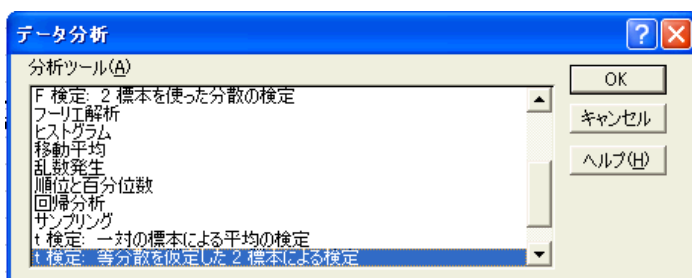 データ分析
分析ツール(A)
F 検定: 2 標本を使った分散の検定
フーリエ解析
ヒストグラム
移動平均
乱数発生
順位と百分位数
回帰分析
サンプリング
t 検定: 一対の標本による平均の検定
t 検定: 等分散を仮定した 2 標本による検定
OK
キャンセル
ヘルプ(H)